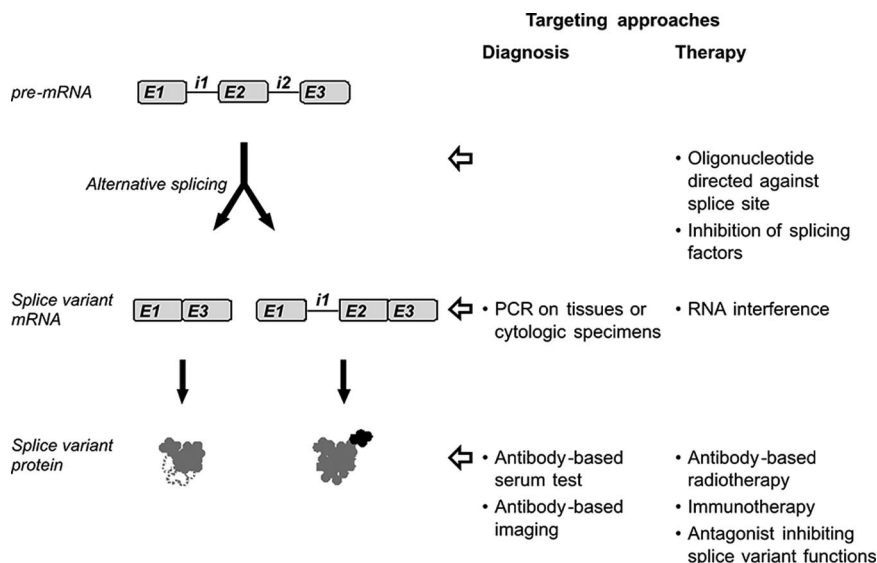 Targeting approaches
Diagnosis
Therapy
pre-mRNA
E1
i1
E2
i2
E3
Alternative splicing
• Oligonucleotide
directed against
splice site
• Inhibition of splicing
factors
Splice variant
mRNA
E1
E3
E1
i1
E2
E3
• PCR on tissues or
cytologic specimens
• RNA interference
Splice variant
protein
• Antibody-based
serum test
• Antibody-based
imaging
• Antibody-based
radiotherapy
• Immunotherapy
• Antagonist inhibiting
splice variant functions